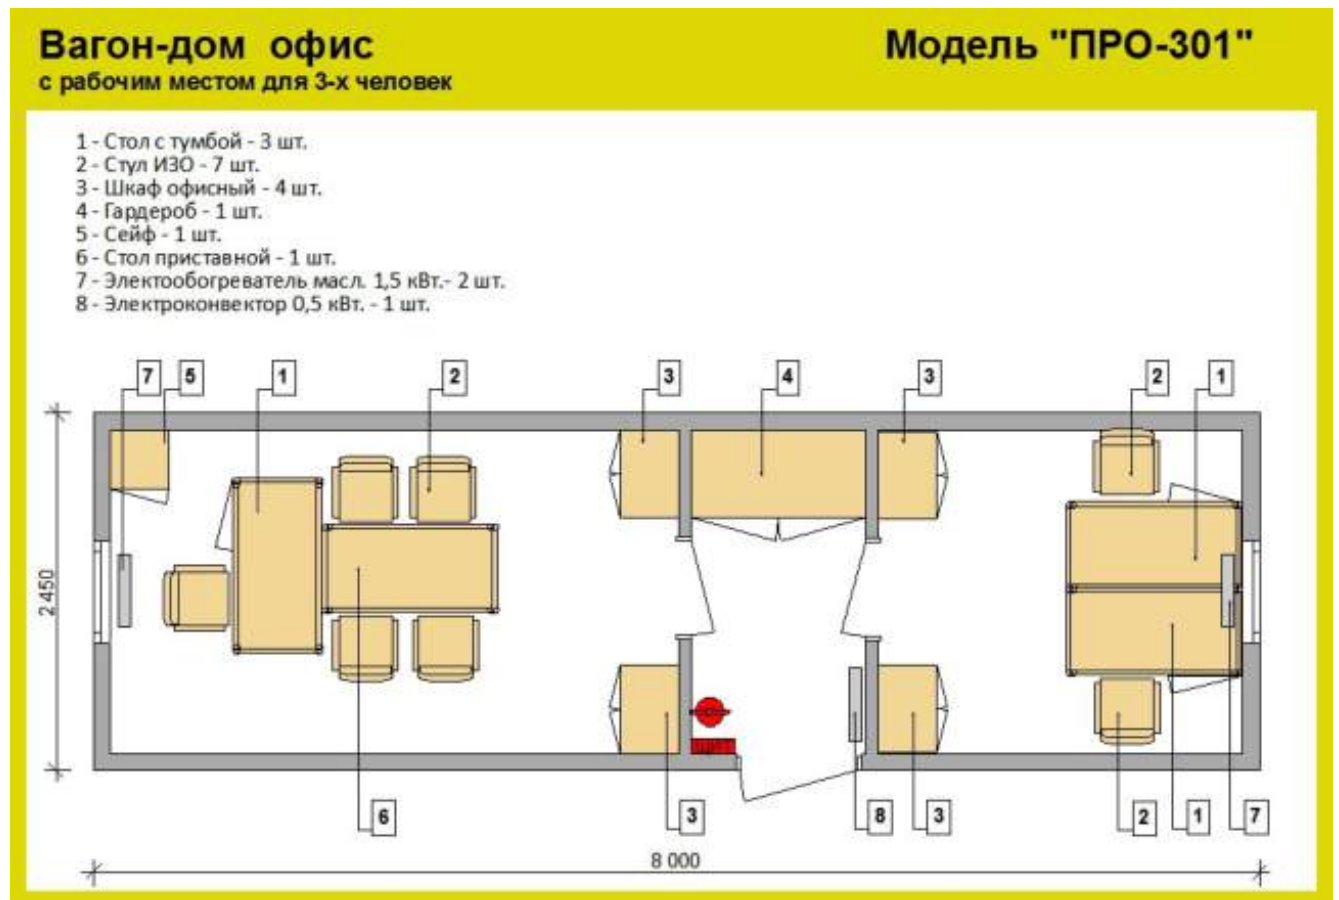 Вагон-дом офис
Модель "ПРО-301"
с рабочим местом для 3-х человек
1 - Стол с тумбой - 3 шт.
2 - Стул ИЗО - 7 шт.
3 - Шкаф офисный - 4 шт.
4 - Гардероб - 1 шт.
5 - Сейф - 1 шт.
6 - Стол приставной - 1 шт.
7 - Электообогреватель масл. 1,5 кВт.- 2 шт.
8 - Электроконвектор 0,5 кВт. - 1 шт.
7 5 1 2 3 4 3 2 1
2 450
ЩИТ
6 3 8 3 2 1 7
8 000